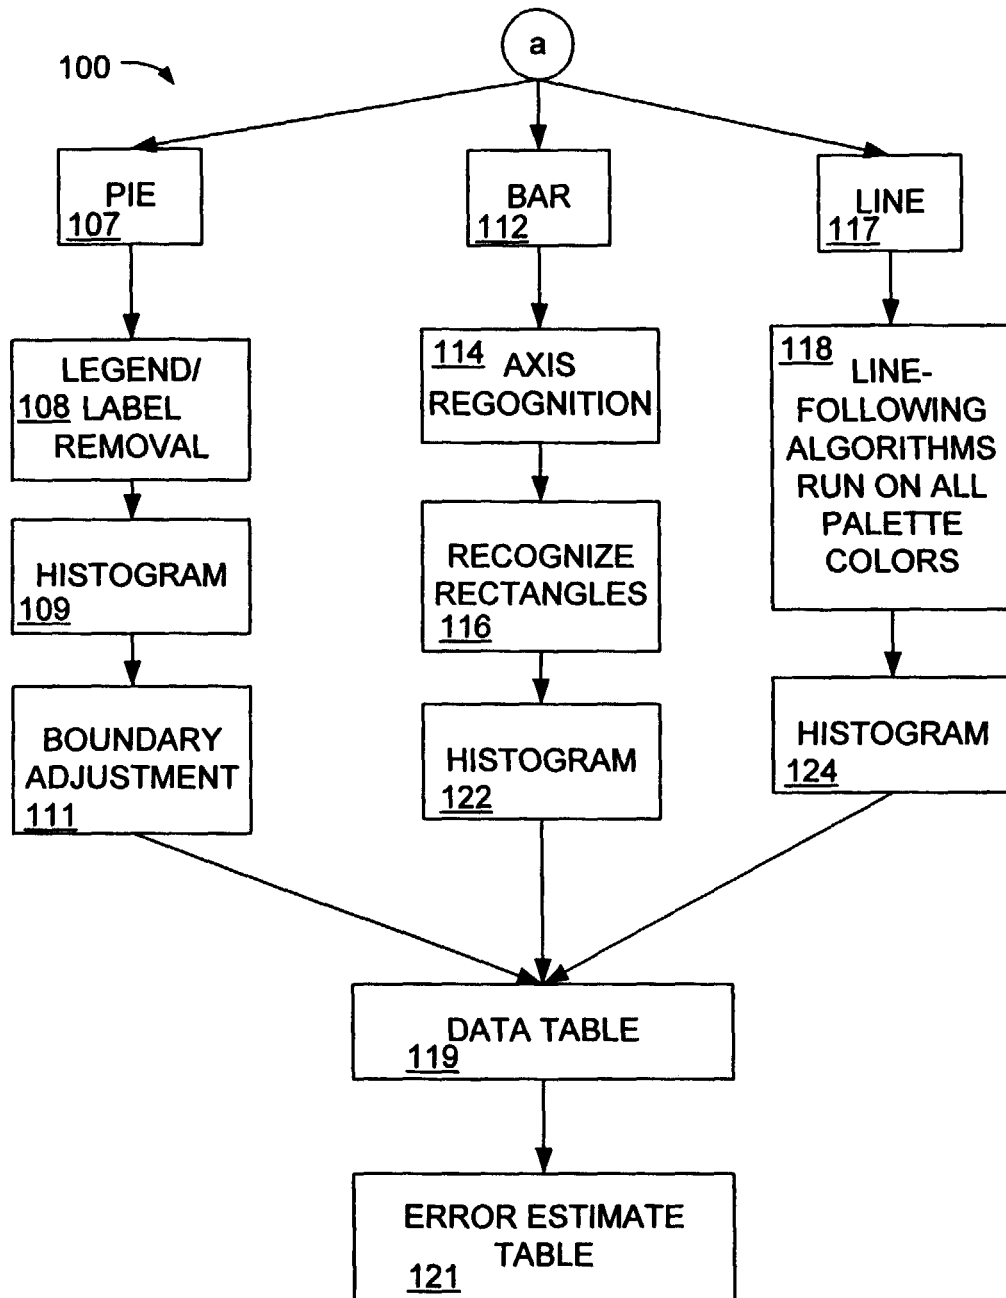 a
100
PIE
107
BAR
112
LINE
117
LEGEND/
108 LABEL
REMOVAL
114 AXIS
REGOGNITION
118 LINE-
FOLLOWING
ALGORITHMS
RUN ON ALL
PALETTE
COLORS
HISTOGRAM
109
RECOGNIZE
RECTANGLES
116
BOUNDARY
ADJUSTMENT
111
HISTOGRAM
122
HISTOGRAM
124
DATA TABLE
119
ERROR ESTIMATE
TABLE
121